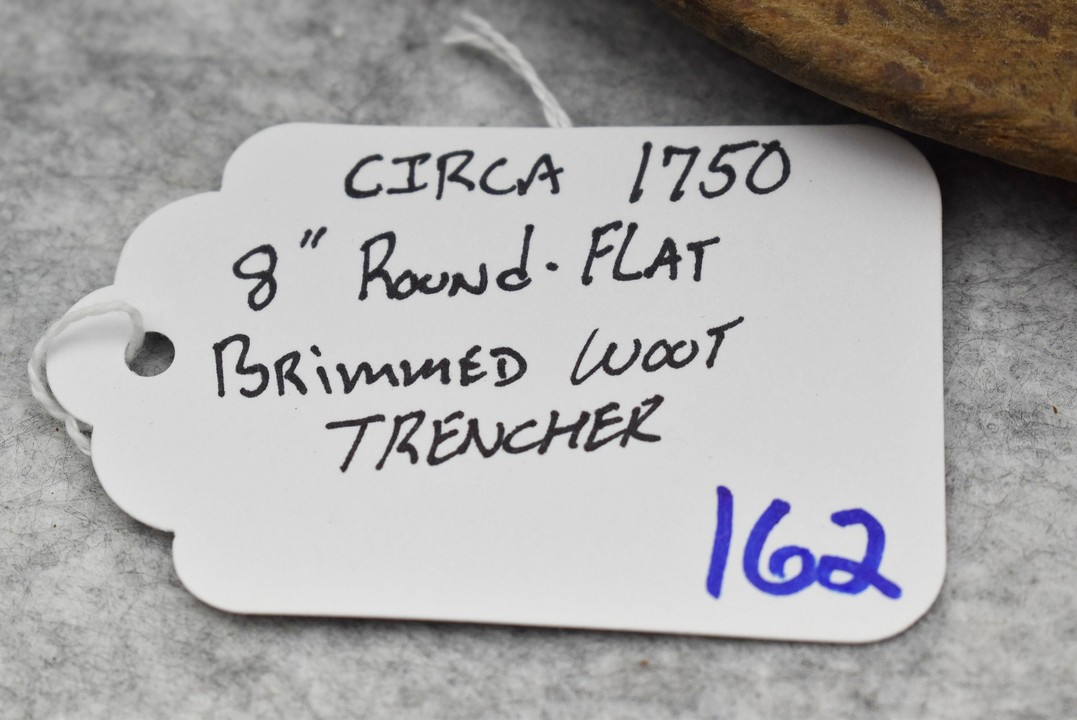 CIRCA 1750
8" Round. FLAT
BRimmED WOOT
TRENCHER
162